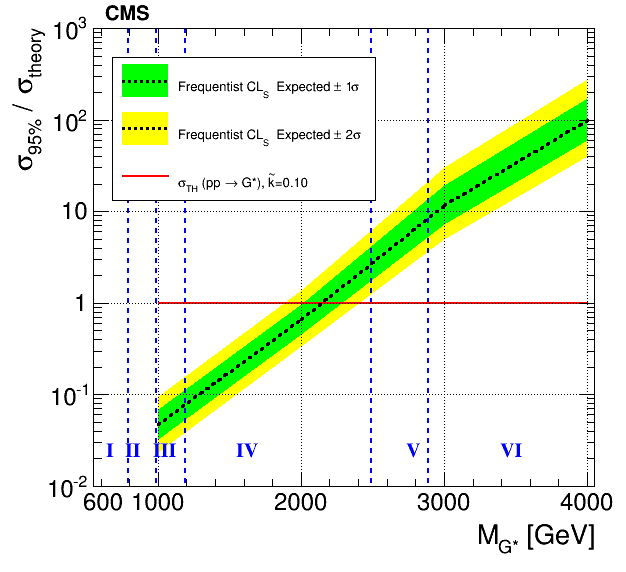 CMS
σ95% / σtheory
10³
10²
10
1
10⁻¹
10⁻²
Frequentist CLS Expected ± 1σ
Frequentist CLS Expected ± 2σ
σTH (pp → G*), k̃=0.10
I II III IV V VI
600 1000 2000 3000 4000
MG* [GeV]